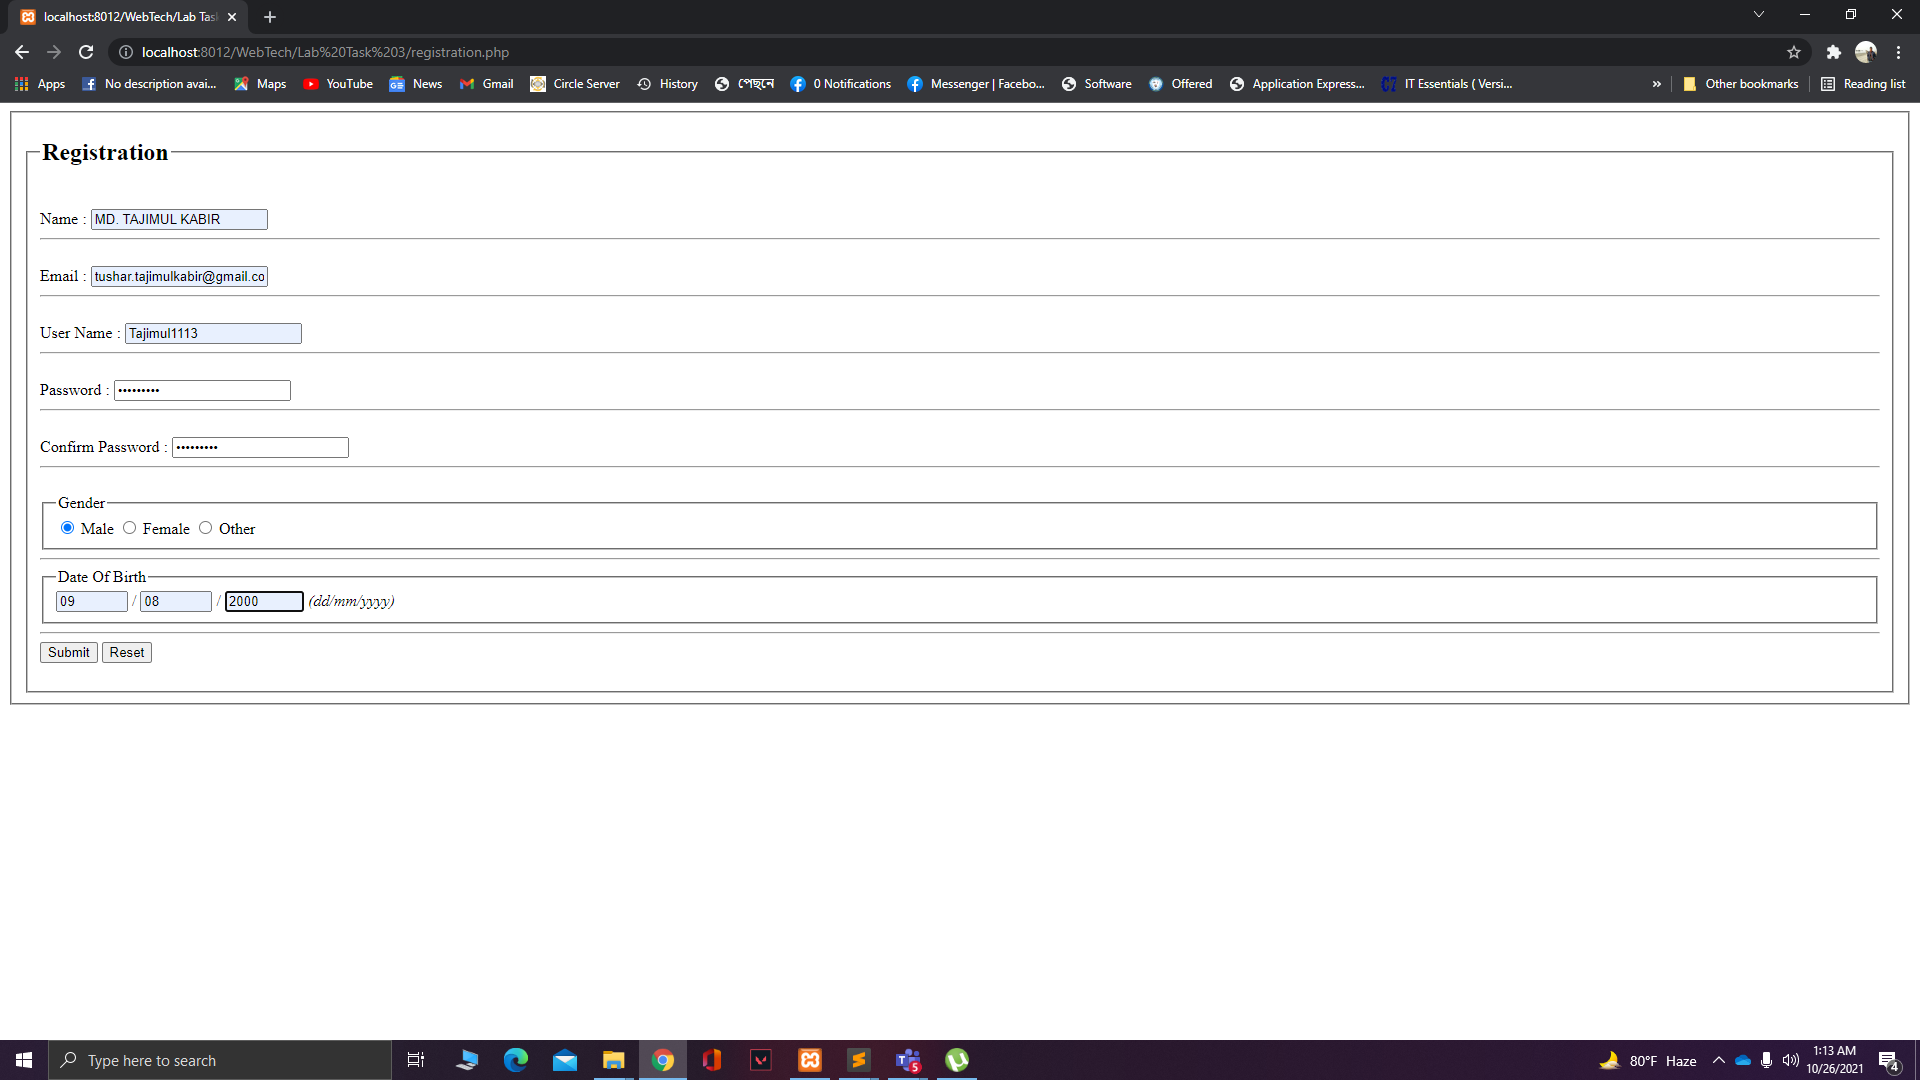 localhost:8012/WebTech/Lab Tas
localhost:8012/WebTech/Lab%20Task%203/registration.php
Apps No description avai... Maps YouTube News Gmail Circle Server History পেছনে 0 Notifications Messenger | Facebo... Software Offered Application Express... IT Essentials ( Versi... » Other bookmarks Reading list
Registration
Name : MD. TAJIMUL KABIR
Email : tushar.tajimulkabir@gmail.co
User Name : Tajimul1113
Password : •••••••••
Confirm Password : •••••••••
Gender
Male Female Other
Date Of Birth
09 / 08 / 2000 (dd/mm/yyyy)
Submit Reset
Type here to search
5
80°F Haze
1:13 AM
10/26/2021
4